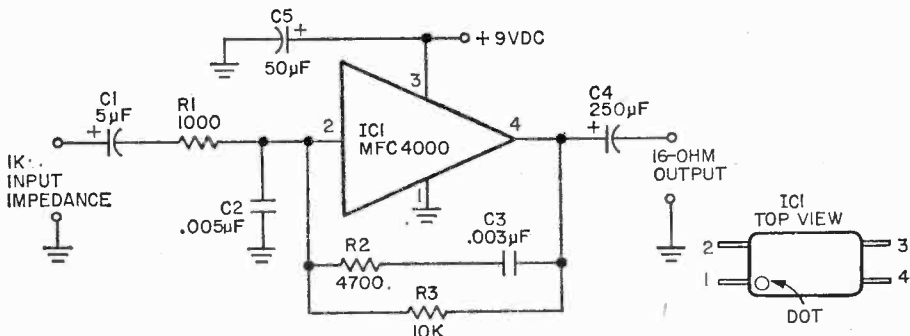 C5
+
50µF
+9VDC
3
C1
5µF
+
R1
1000
2
IC1
MFC4000
4
C4
250µF
+
1K
INPUT
IMPEDANCE
16-OHM
OUTPUT
1
C2
.005µF
C3
.003µF
R2
4700
R3
10K
IC1
TOP VIEW
2
3
1
4
DOT